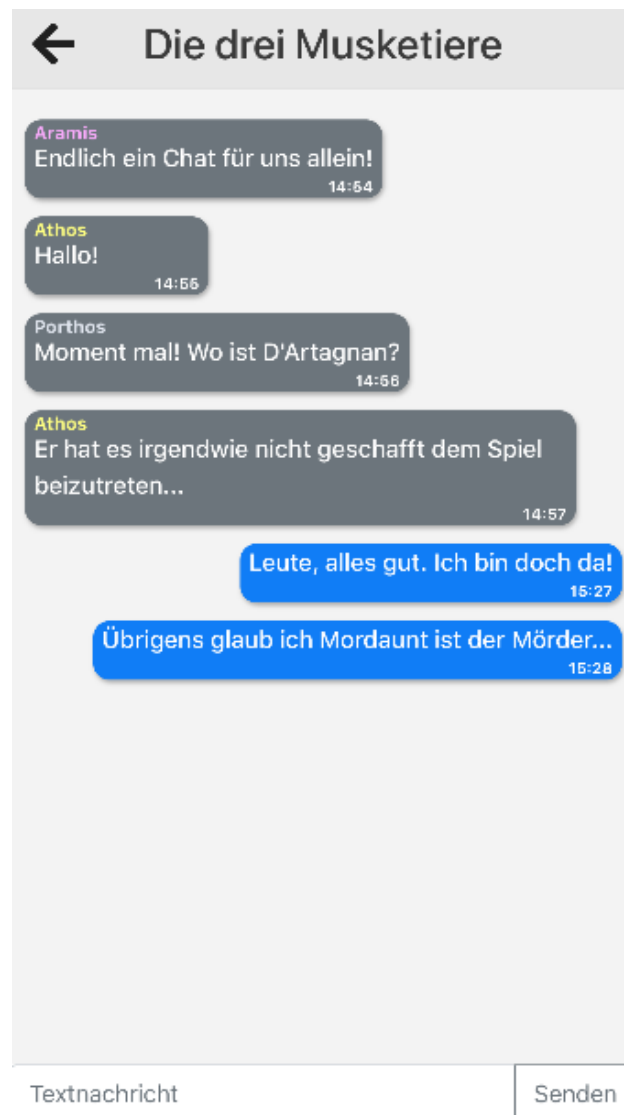 Die drei Musketiere
Aramis
Endlich ein Chat für uns allein!
14:54
Athos
Hallo!
14:55
Porthos
Moment mal! Wo ist D'Artagnan?
14:56
Athos
Er hat es irgendwie nicht geschafft dem Spiel
beizutreten...
14:57
Leute, alles gut. Ich bin doch da!
15:27
Übrigens glaub ich Mordaunt ist der Mörder...
15:28
Textnachricht
Senden